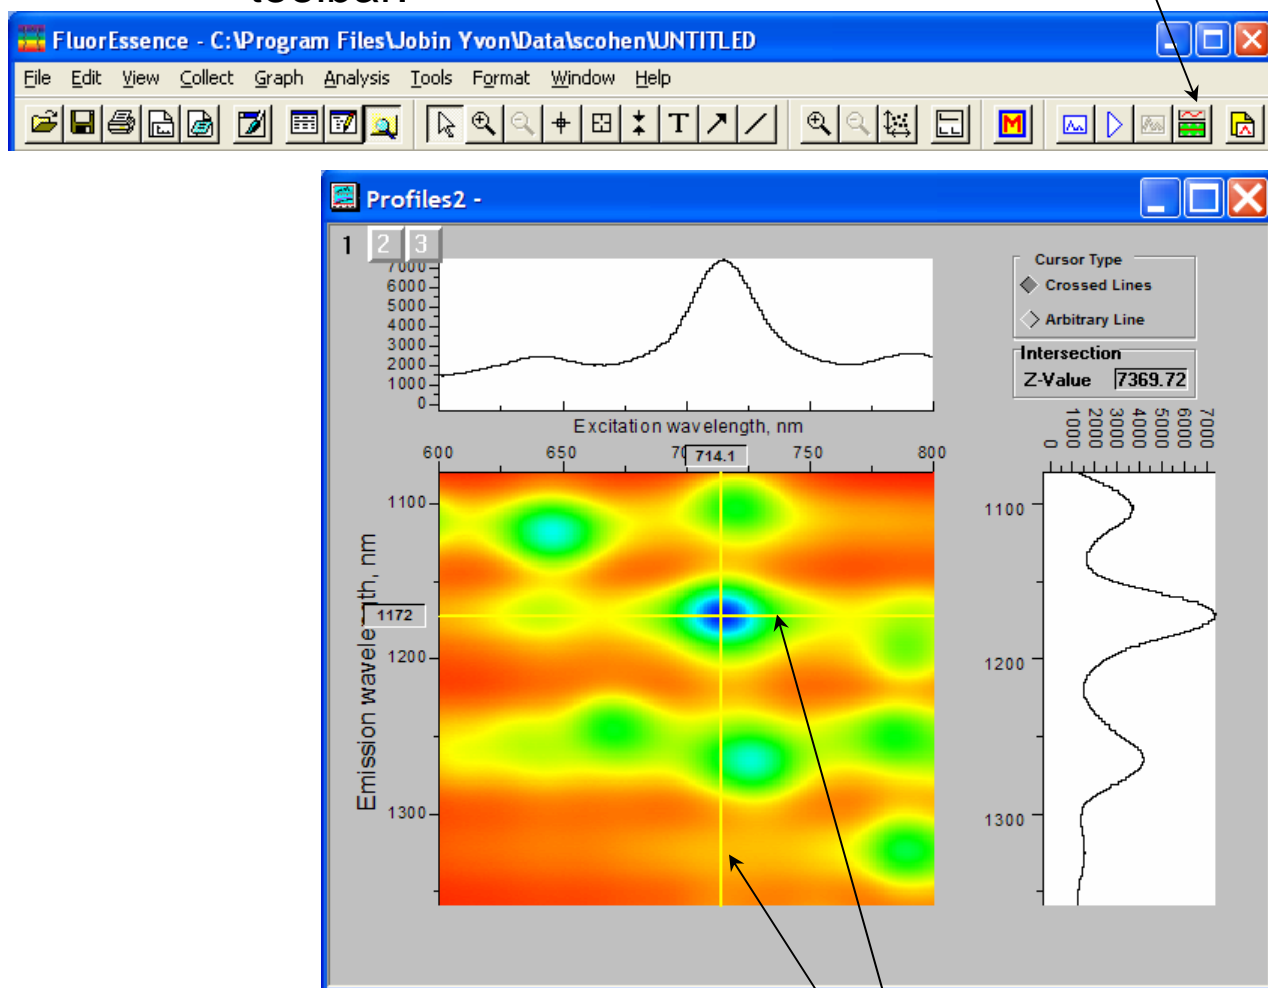 toolbar.
FluorEssence - C:\Program Files\Jobin Yvon\Data\scohen\UNTITLED
File Edit View Collect Graph Analysis Tools Format Window Help
T M
Profiles2 -
1 2 3
7000
6000
5000
4000
3000
2000
1000
0
Excitation wavelength, nm
600 650 70 714.1 750 800
Cursor Type
Crossed Lines
Arbitrary Line
Intersection
Z-Value 7369.72
0 1000 2000 3000 4000 5000 6000 7000
Emission wavelength, nm
1100
1172
1200
1300
1100
1200
1300